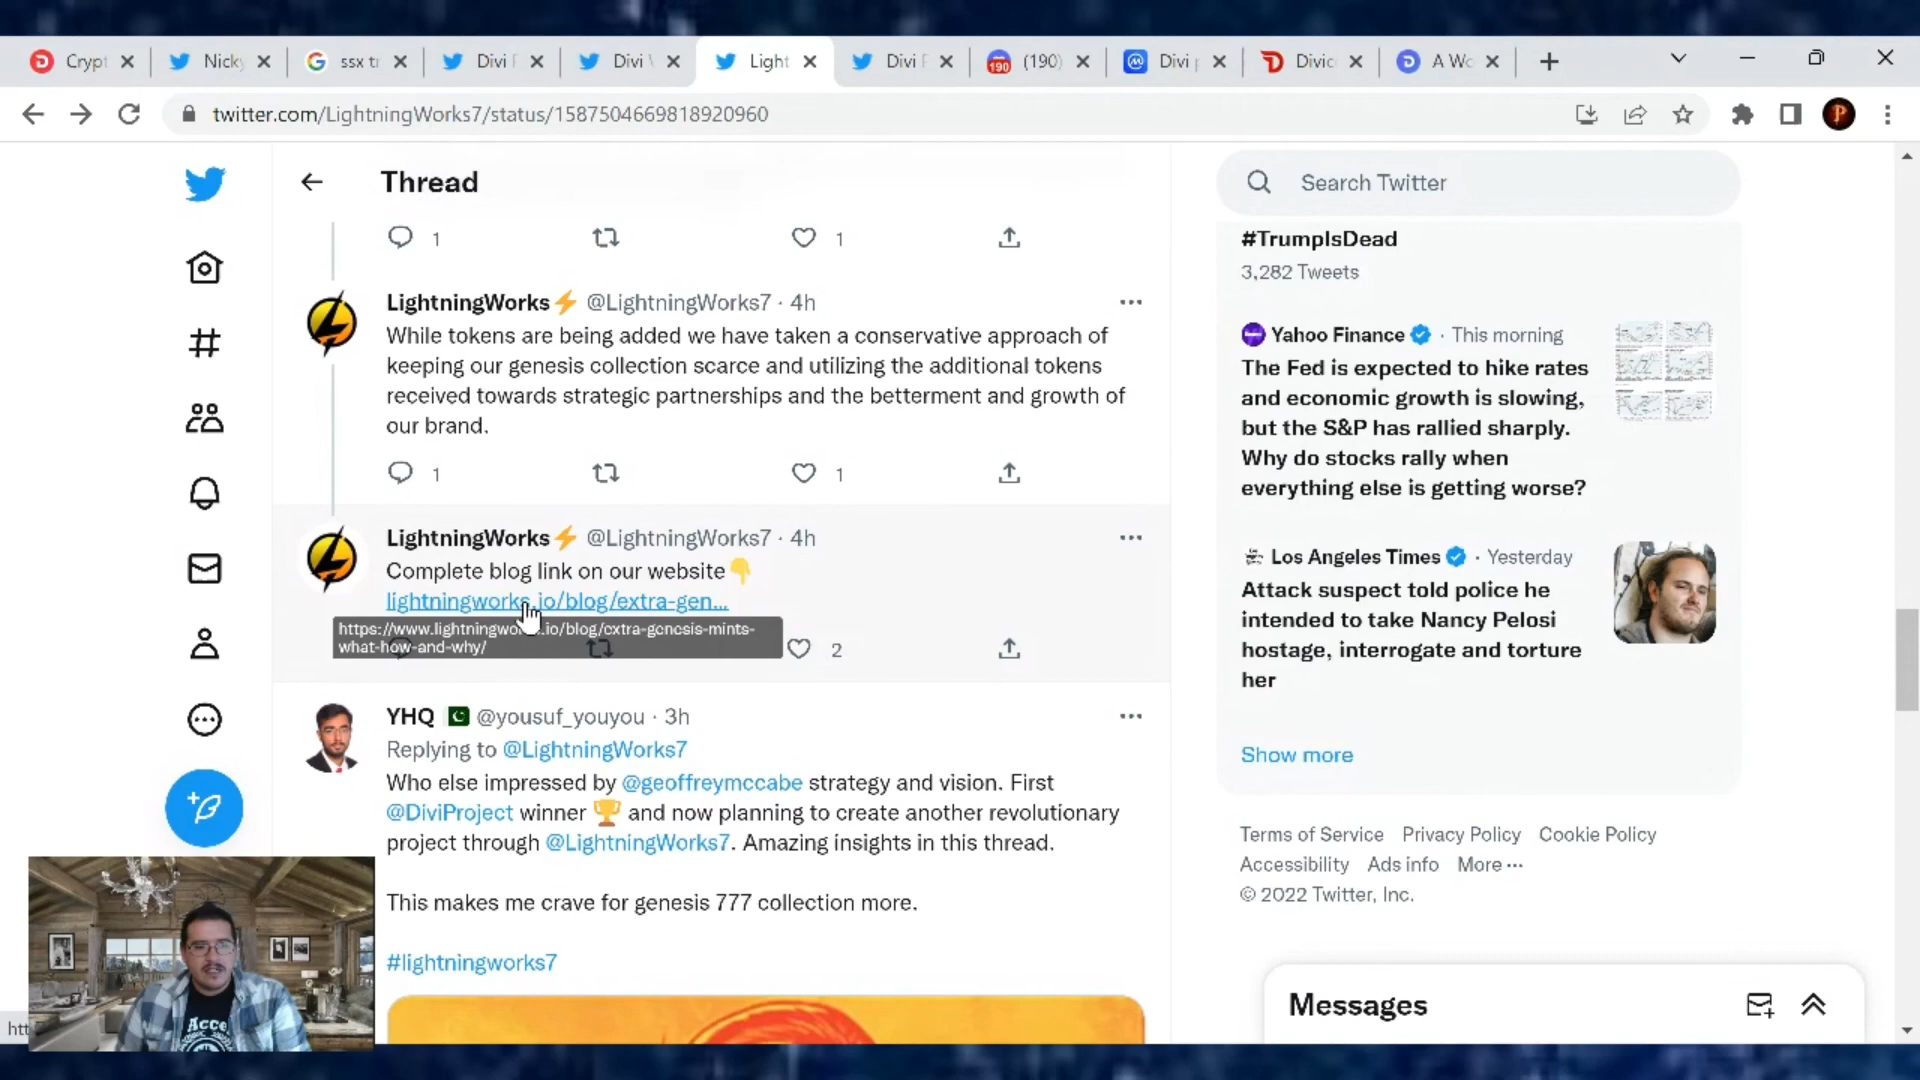 Crypt
Nicky
ssx tr
Divi F
Divi V
Light
Divi F
190
(190)
Divi p
Divic
A Wo
twitter.com/LightningWorks7/status/1587504669818920960
Thread
1
1
LightningWorks⚡ @LightningWorks7 · 4h
While tokens are being added we have taken a conservative approach of
keeping our genesis collection scarce and utilizing the additional tokens
received towards strategic partnerships and the betterment and growth of
our brand.
1
1
LightningWorks⚡ @LightningWorks7 · 4h
Complete blog link on our website👇
lightningworks.io/blog/extra-gen...
https://www.lightningwo .io/blog/extra-genesis-mints-
what-how-and-why/
2
YHQ 🇵🇰 @yousuf_youyou · 3h
Replying to @LightningWorks7
Who else impressed by @geoffreymccabe strategy and vision. First
@DiviProject winner 🏆 and now planning to create another revolutionary
project through @LightningWorks7. Amazing insights in this thread.
This makes me crave for genesis 777 collection more.
#lightningworks7
Search Twitter
#TrumpIsDead
3,282 Tweets
Yahoo Finance · This morning
The Fed is expected to hike rates
and economic growth is slowing,
but the S&P has rallied sharply.
Why do stocks rally when
everything else is getting worse?
Los Angeles Times · Yesterday
Attack suspect told police he
intended to take Nancy Pelosi
hostage, interrogate and torture
her
Show more
Terms of Service Privacy Policy Cookie Policy
Accessibility Ads info More ···
© 2022 Twitter, Inc.
Messages
htt
Acce